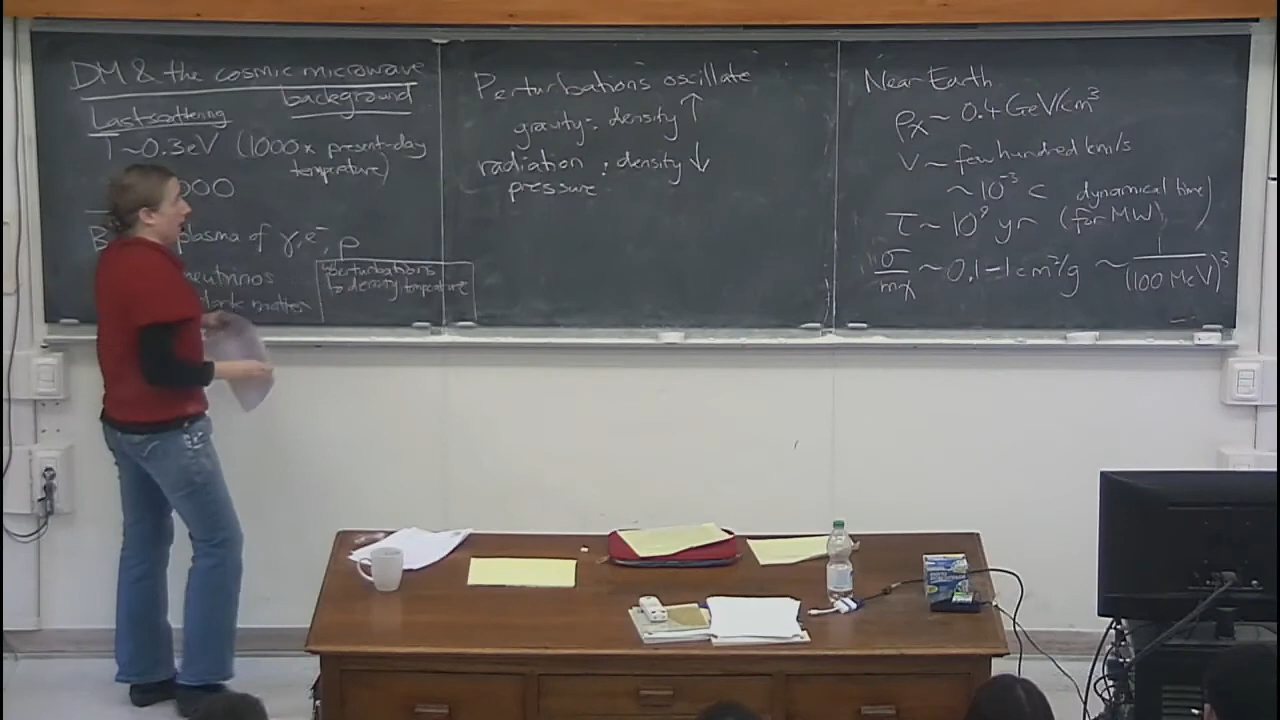 DM & the cosmic microwave
background
Last scattering
T ~ 0.3 eV (1000x present-day
temperature)
000
B plasma of γ, e⁻, p
neutrinos
dark matter
perturbations
to density temperature
Perturbations oscillate
gravity: density ↑
radiation : density ↓
pressure
Near Earth
ρχ ~ 0.4 GeV/cm³
v ~ few hundred km/s
~ 10⁻³ c
dynamical time
τ ~ 10⁹ yr (for MW)
σ/mχ ~ 0.1-1 cm²/g ~ 1/(100 MeV)³